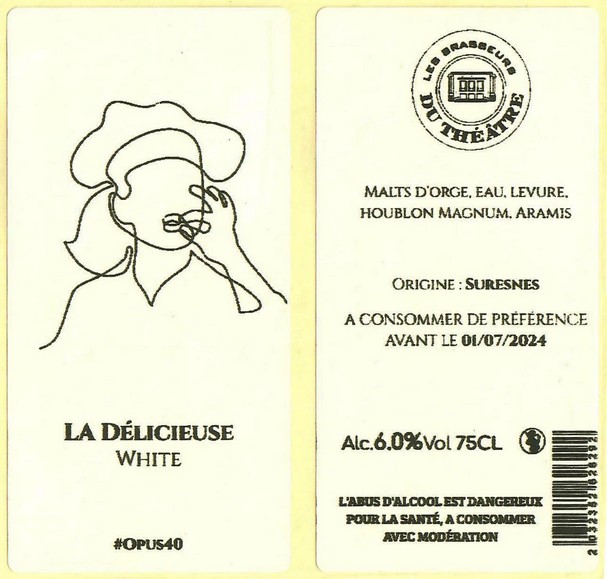 LA DÉLICIEUSE
WHITE
#OPUS40
LES BRASSEURS
DU THÉÂTRE
MALTS D'ORGE, EAU, LEVURE,
HOUBLON MAGNUM, ARAMIS
ORIGINE : SURESNES
A CONSOMMER DE PRÉFÉRENCE
AVANT LE 01/07/2024
Alc.6.0%Vol 75CL
L'ABUS D'ALCOOL EST DANGEREUX
POUR LA SANTÉ, A CONSOMMER
AVEC MODÉRATION